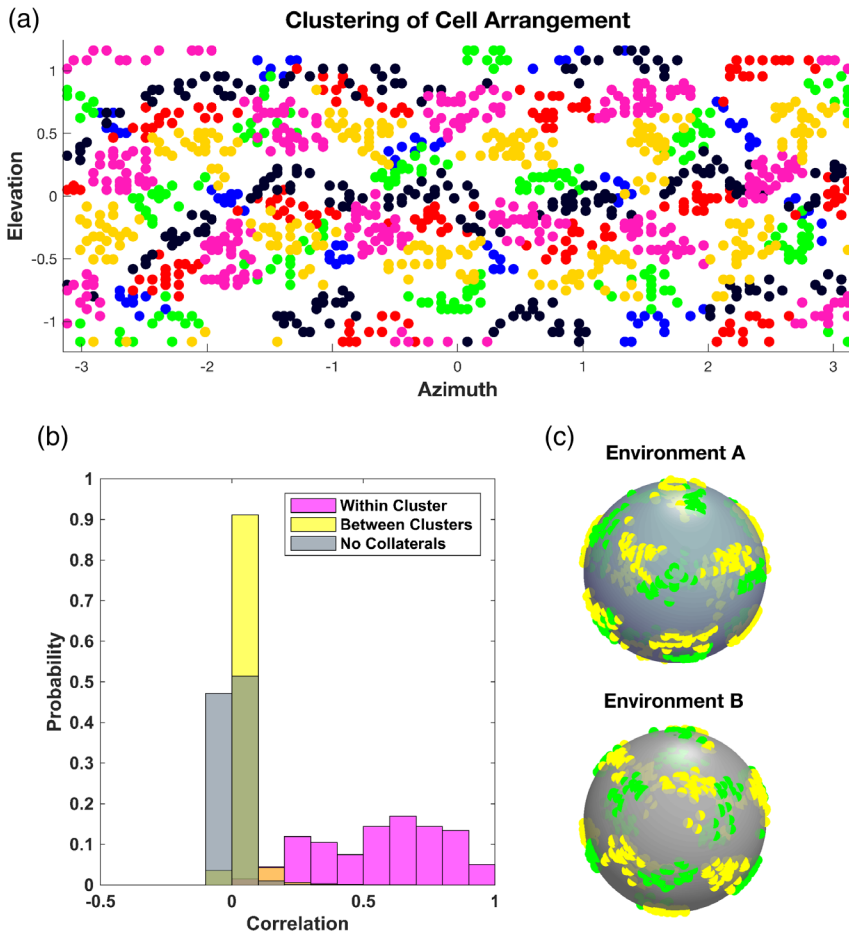 (a)
Clustering of Cell Arrangement
Elevation
1
0.5
0
-0.5
-1
-3
-2
-1
0
1
2
3
Azimuth
(b)
Probability
1
0.9
0.8
0.7
0.6
0.5
0.4
0.3
0.2
0.1
0
-0.5
0
0.5
1
Correlation
Within Cluster
Between Clusters
No Collaterals
(c)
Environment A
Environment B